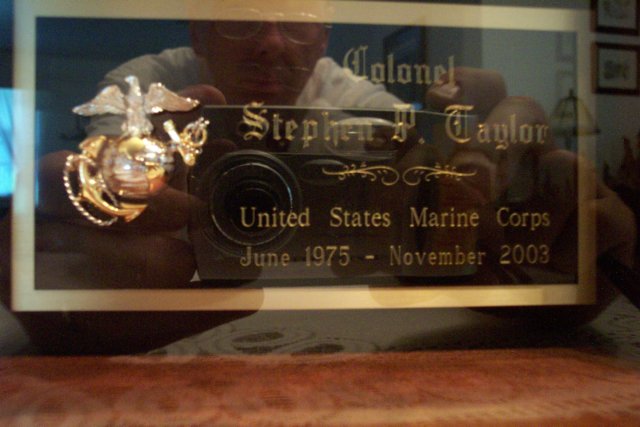 Colonel
Stephen P. Taylor
United States Marine Corps
June 1975 - November 2003